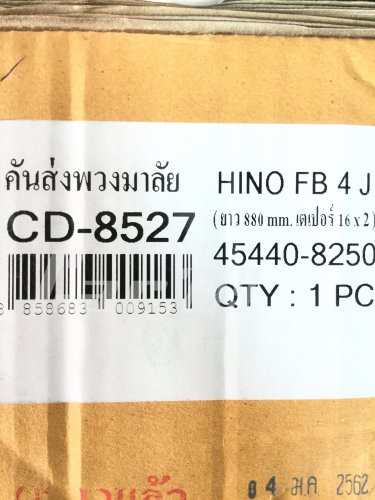 คันส่งพวงมาลัย
CD-8527
8 858683 009153
HINO FB 4 J
( ยาว 880 mm. เตเปอร์ 16 x 2 )
45440-8250
QTY : 1 PC
0 4 ม.ค. 2562